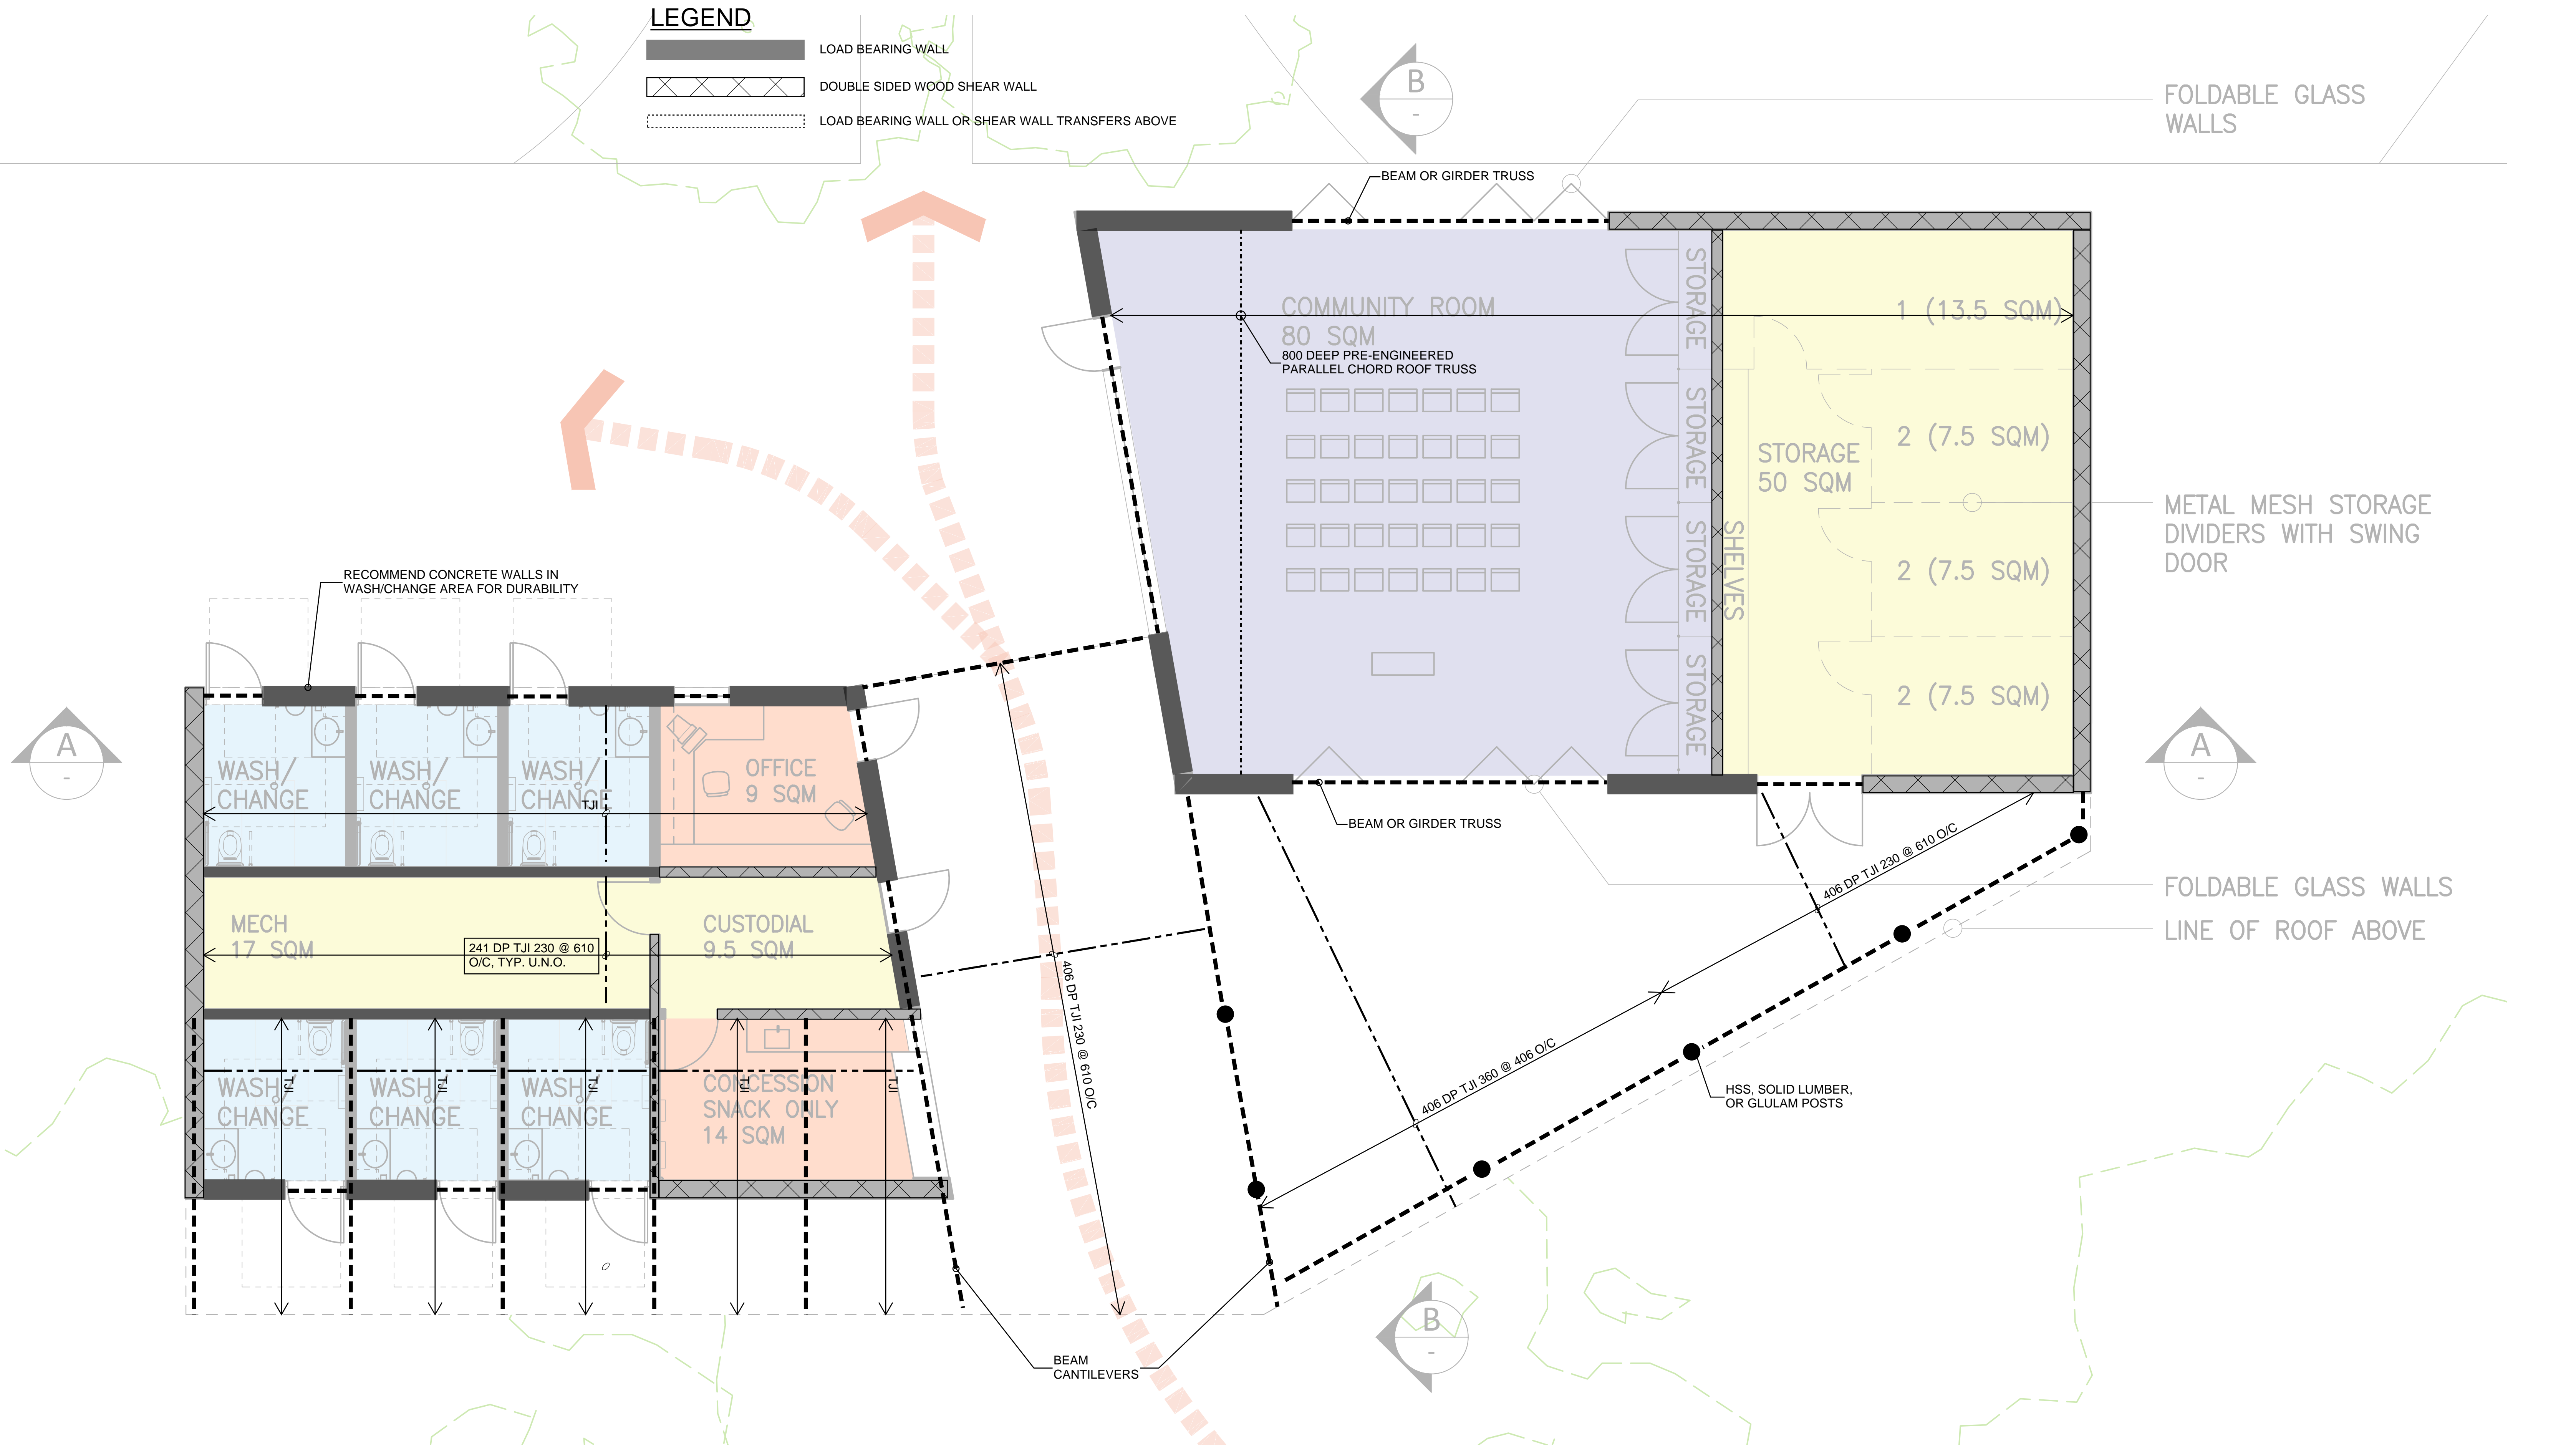 LEGEND
LOAD BEARING WALL
DOUBLE SIDED WOOD SHEAR WALL
LOAD BEARING WALL OR SHEAR WALL TRANSFERS ABOVE
B
-
FOLDABLE GLASS
WALLS
BEAM OR GIRDER TRUSS
COMMUNITY ROOM
80 SQM
800 DEEP PRE-ENGINEERED
PARALLEL CHORD ROOF TRUSS
STORAGE
STORAGE
STORAGE
STORAGE
SHELVES
STORAGE
50 SQM
1 (13.5 SQM)
2 (7.5 SQM)
2 (7.5 SQM)
2 (7.5 SQM)
METAL MESH STORAGE
DIVIDERS WITH SWING
DOOR
RECOMMEND CONCRETE WALLS IN
WASH/CHANGE AREA FOR DURABILITY
A
-
WASH/
CHANGE
WASH/
CHANGE
WASH/
CHANGE
TJI
OFFICE
9 SQM
A
-
BEAM OR GIRDER TRUSS
MECH
17 SQM
241 DP TJI 230 @ 610
O/C, TYP. U.N.O.
CUSTODIAL
9.5 SQM
406 DP TJI 230 @ 610 O/C
406 DP TJI 230 @ 610 O/C
FOLDABLE GLASS WALLS
LINE OF ROOF ABOVE
406 DP TJI 360 @ 406 O/C
WASH/
CHANGE
WASH/
CHANGE
WASH/
CHANGE
TJI
TJI
TJI
TJI
TJI
CONCESSION
SNACK ONLY
14 SQM
HSS, SOLID LUMBER,
OR GLULAM POSTS
BEAM
CANTILEVERS
B
-